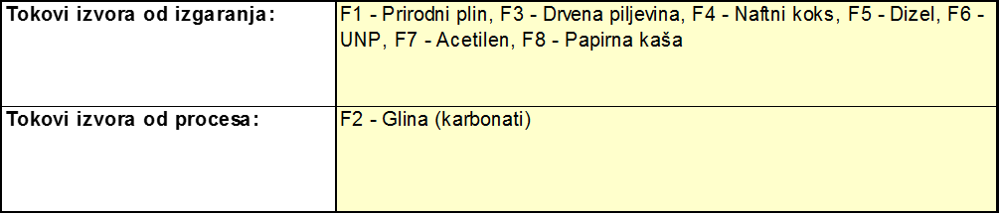 Tokovi izvora od izgaranja:
F1 - Prirodni plin, F3 - Drvena piljevina, F4 - Naftni koks, F5 - Dizel, F6 -
UNP, F7 - Acetilen, F8 - Papirna kaša
Tokovi izvora od procesa:
F2 - Glina (karbonati)